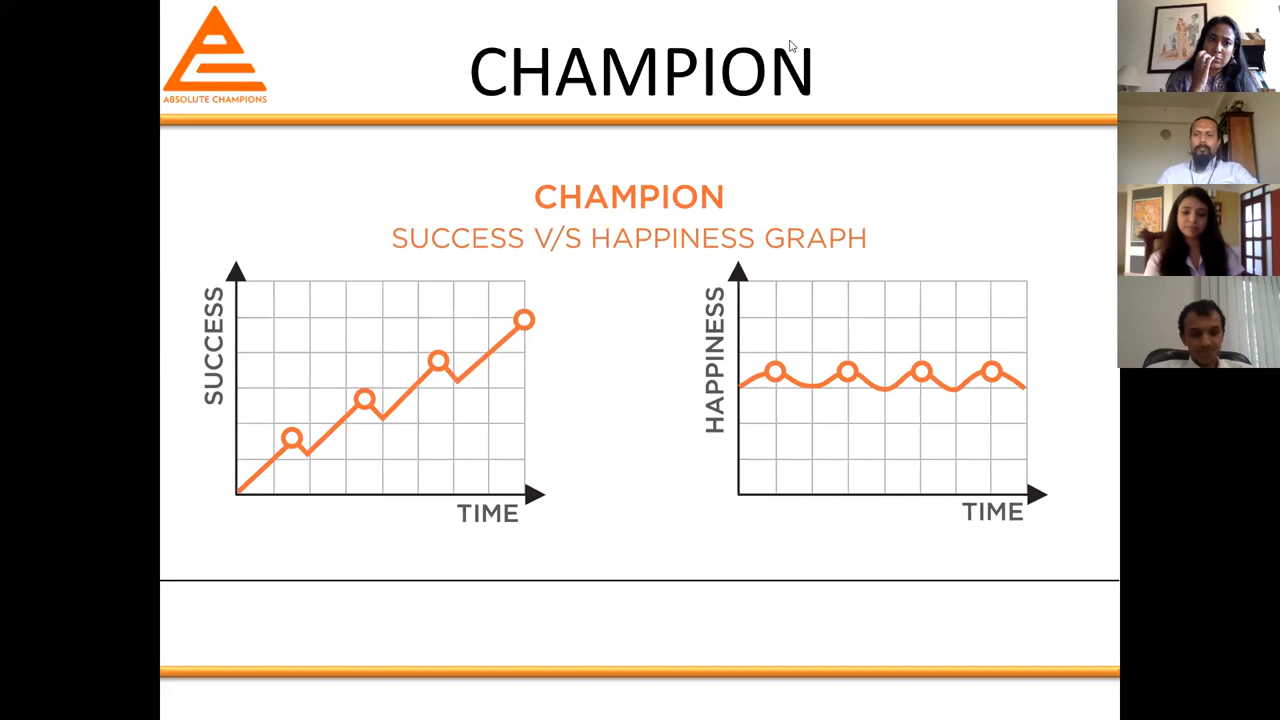 CHAMPION
ABSOLUTE CHAMPIONS
CHAMPION
SUCCESS V/S HAPPINESS GRAPH
SUCCESS
TIME
HAPPINESS
TIME